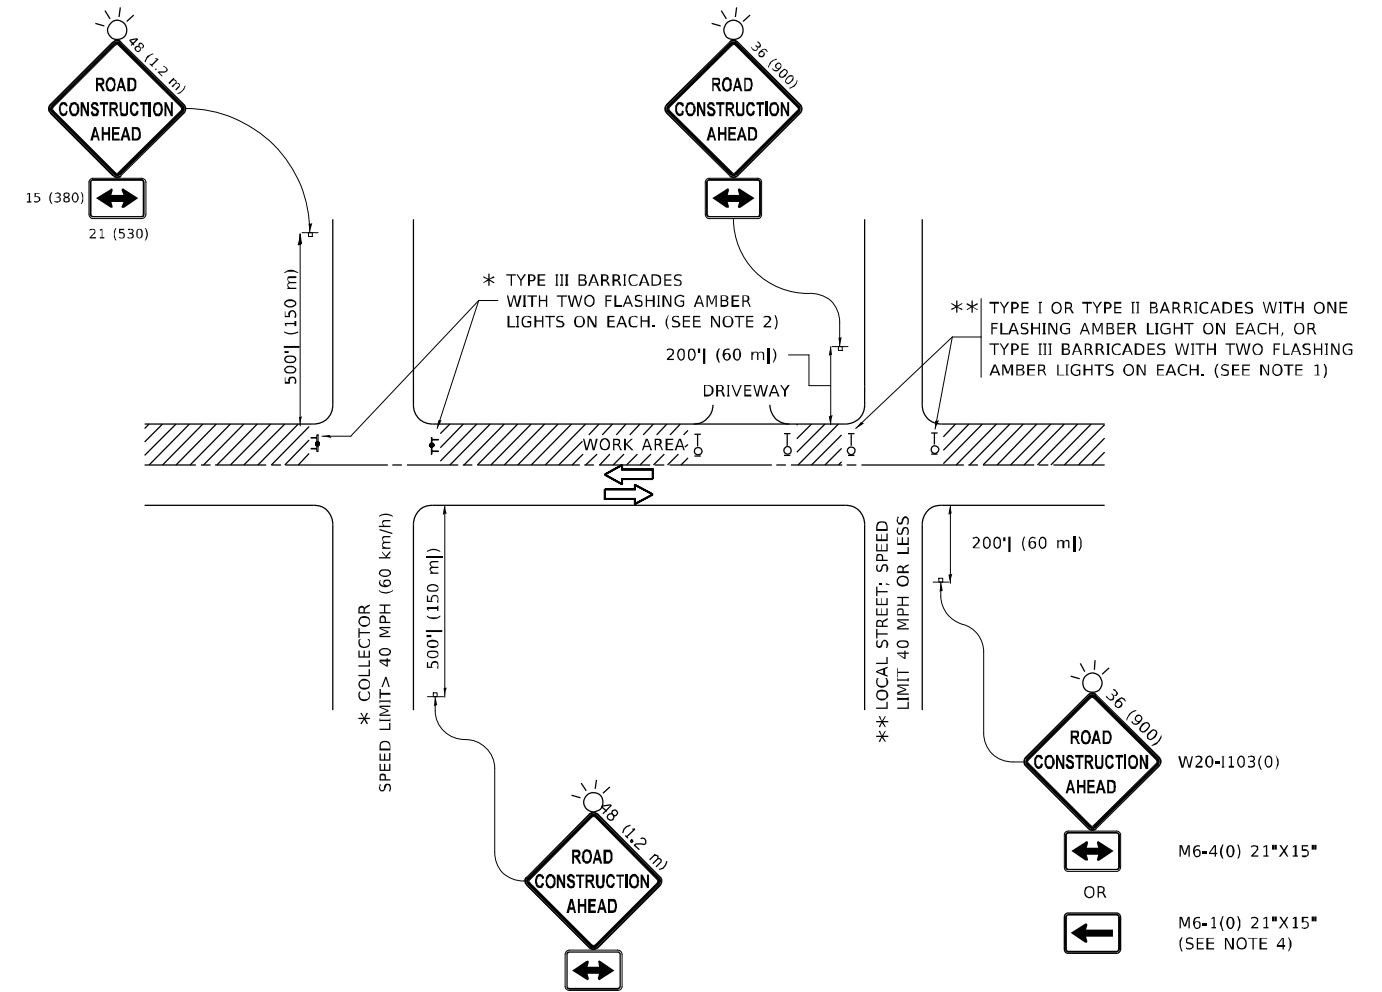 48 (1.2 m)
ROAD
CONSTRUCTION
AHEAD
15 (380)
21 (530)
36 (900)
ROAD
CONSTRUCTION
AHEAD
500'| (150 m)
* TYPE III BARRICADES
WITH TWO FLASHING AMBER
LIGHTS ON EACH. (SEE NOTE 2)
200'| (60 m|)
DRIVEWAY
** TYPE I OR TYPE II BARRICADES WITH ONE
FLASHING AMBER LIGHT ON EACH, OR
TYPE III BARRICADES WITH TWO FLASHING
AMBER LIGHTS ON EACH. (SEE NOTE 1)
WORK AREA
* COLLECTOR
SPEED LIMIT> 40 MPH (60 km/h)
500'| (150 m|)
** LOCAL STREET; SPEED
LIMIT 40 MPH OR LESS
200'| (60 m|)
48 (1.2 m)
ROAD
CONSTRUCTION
AHEAD
36 (900)
ROAD
CONSTRUCTION
AHEAD
W20-I103(0)
M6-4(0) 21"X15"
OR
M6-1(0) 21"X15"
(SEE NOTE 4)